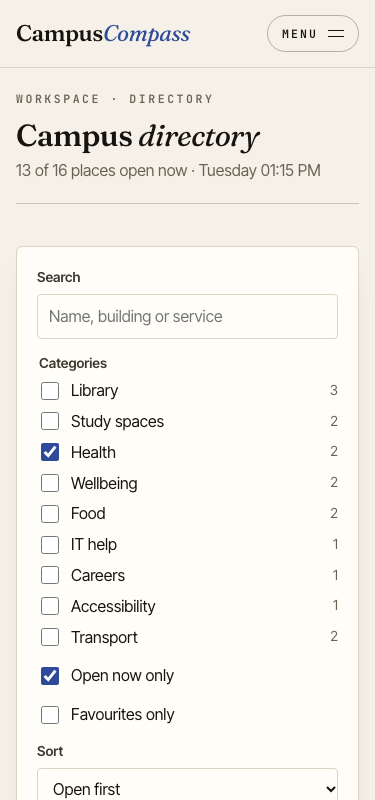 CampusCompass
MENU
WORKSPACE · DIRECTORY
Campus directory
13 of 16 places open now · Tuesday 01:15 PM
Search
Name, building or service
Categories
Library 3
Study spaces 2
Health 2
Wellbeing 2
Food 2
IT help 1
Careers 1
Accessibility 1
Transport 2
Open now only
Favourites only
Sort
Open first